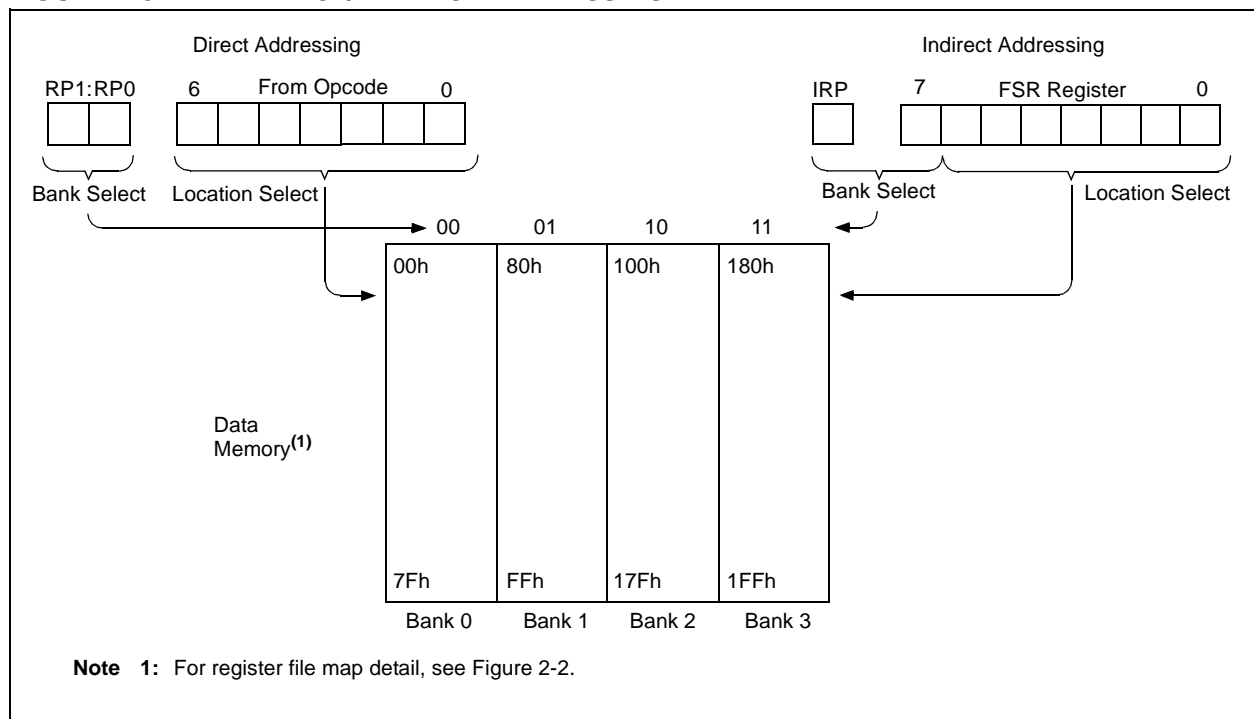 Direct Addressing
Indirect Addressing
RP1:RP0 6 From Opcode 0
IRP 7 FSR Register 0
Bank Select Location Select
Bank Select Location Select
00 01 10 11
00h 80h 100h 180h
Data
Memory(1)
7Fh FFh 17Fh 1FFh
Bank 0 Bank 1 Bank 2 Bank 3
Note 1: For register file map detail, see Figure 2-2.